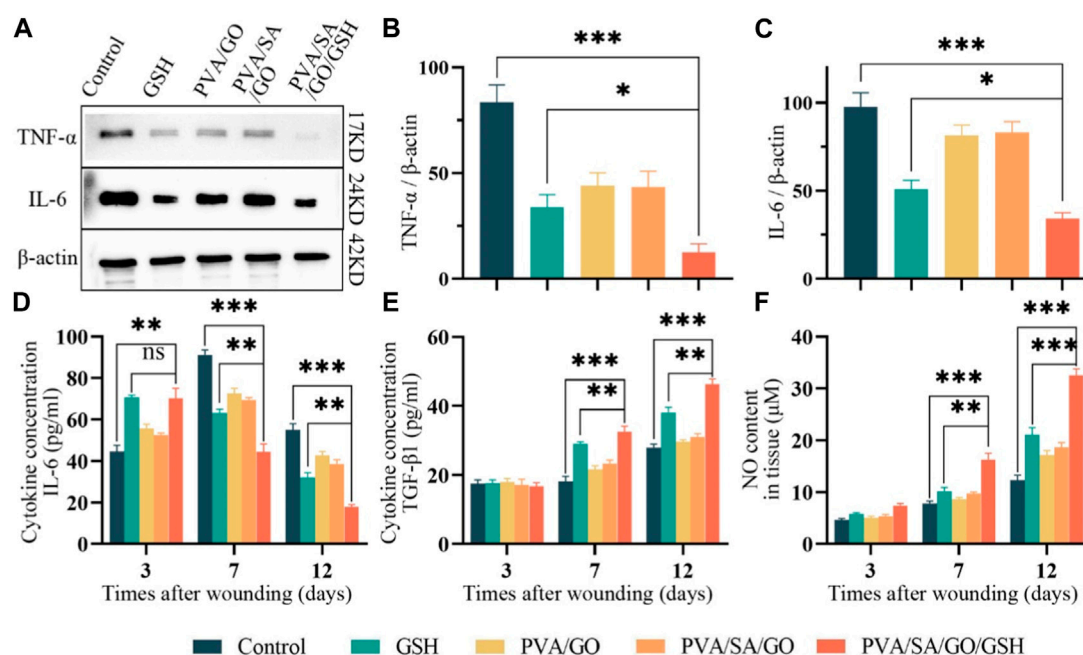 A
Control
GSH
PVA/GO
PVA/SA
/GO
PVA/SA
/GO/GSH
TNF-α
17KD
IL-6
24KD
β-actin
42KD
B
***
*
100
50
0
TNF-α / β-actin
C
***
*
100
50
0
IL-6 / β-actin
D
**
ns
***
**
***
**
100
80
60
40
20
0
Cytokine concentration
IL-6 (pg/ml)
3
7
12
Times after wounding (days)
E
***
**
***
**
60
40
20
0
Cytokine concentration
TGF-β1 (pg/ml)
3
7
12
Times after wounding (days)
F
***
**
***
***
40
30
20
10
0
NO content
in tissue (μM)
3
7
12
Times after wounding (days)
Control
GSH
PVA/GO
PVA/SA/GO
PVA/SA/GO/GSH